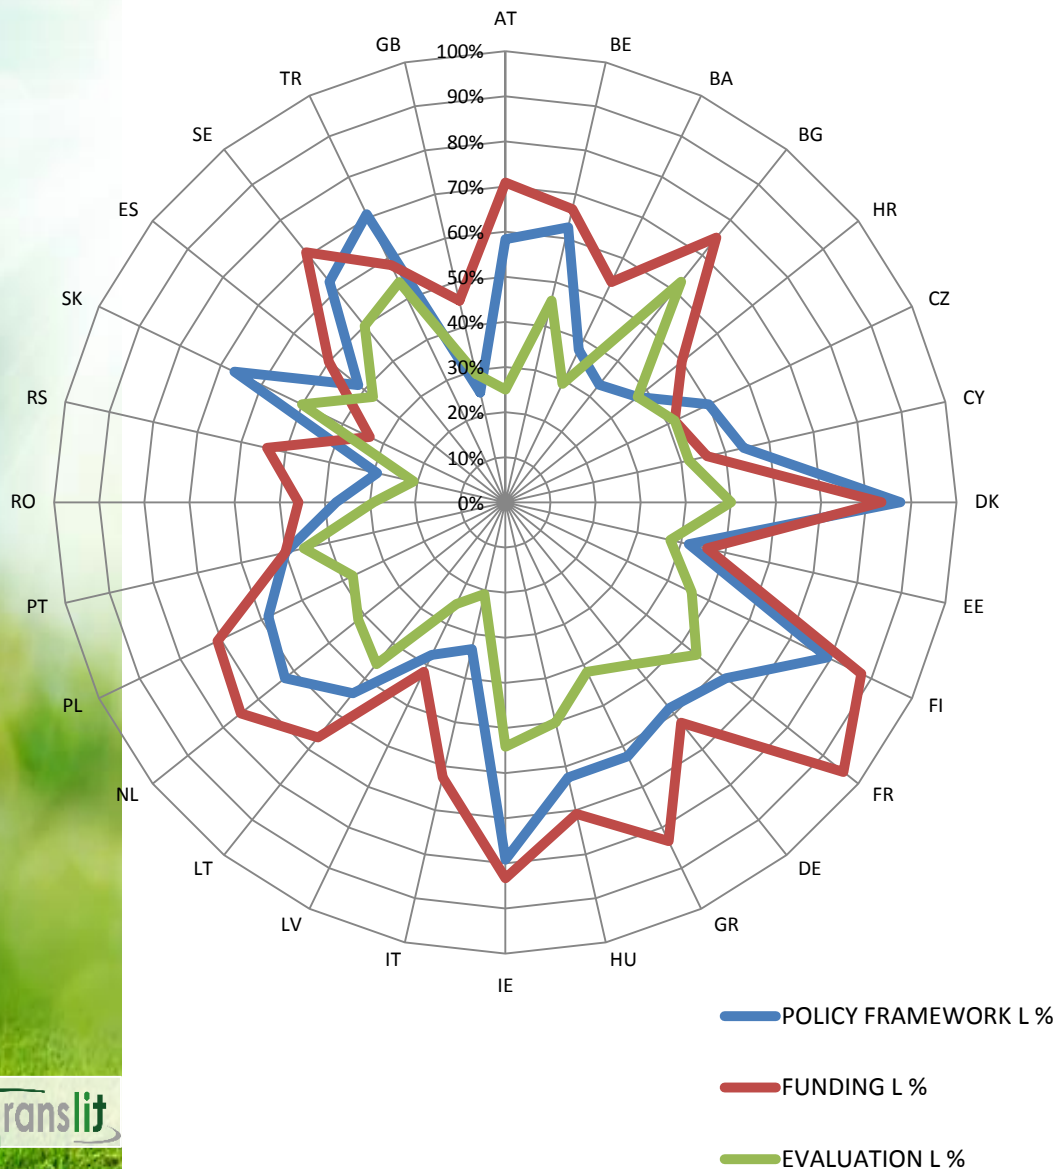 AT
GB
BE
100%
TR
BA
90%
SE
BG
80%
70%
ES
HR
60%
50%
SK
CZ
40%
30%
RS
CY
20%
10%
RO
0%
DK
PT
EE
PL
FI
NL
FR
LT
DE
LV
GR
IT
HU
IE
POLICY FRAMEWORK L %
FUNDING L %
ranslit
EVALUATION L %